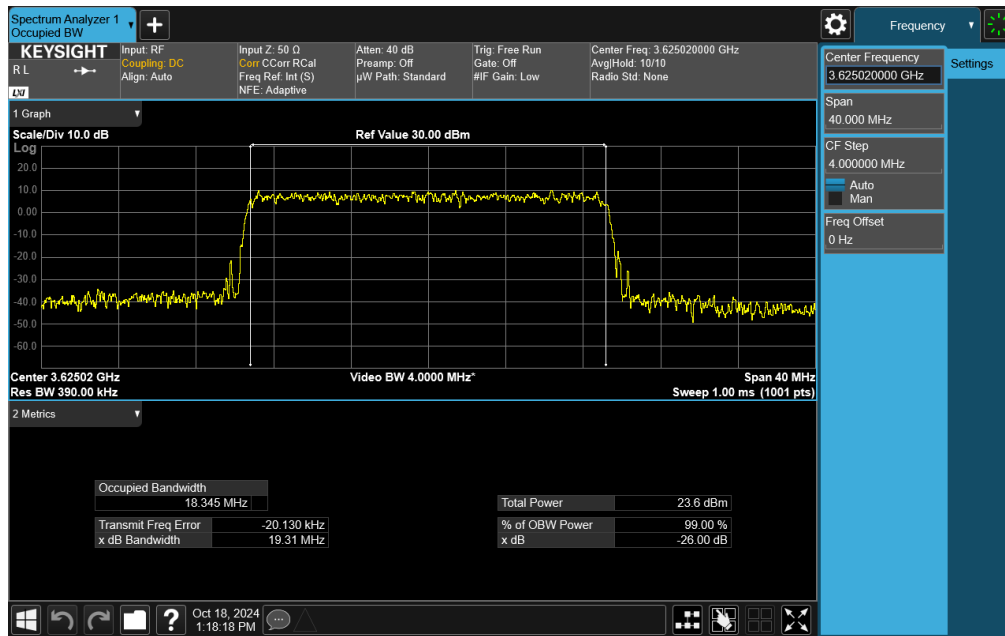 Spectrum Analyzer 1
Occupied BW
Frequency
KEYSIGHT
R L
LXI
Input: RF
Coupling: DC
Align: Auto
Input Z: 50 Ω
Corr CCorr RCal
Freq Ref: Int (S)
NFE: Adaptive
Atten: 40 dB
Preamp: Off
µW Path: Standard
Trig: Free Run
Gate: Off
#IF Gain: Low
Center Freq: 3.625020000 GHz
Avg|Hold: 10/10
Radio Std: None
Center Frequency
3.625020000 GHz
Settings
Span
40.000 MHz
CF Step
4.000000 MHz
Auto
Man
Freq Offset
0 Hz
1 Graph
Scale/Div 10.0 dB
Ref Value 30.00 dBm
Log
20.0
10.0
0.00
-10.0
-20.0
-30.0
-40.0
-50.0
-60.0
Center 3.62502 GHz
Video BW 4.0000 MHz*
Span 40 MHz
Res BW 390.00 kHz
Sweep 1.00 ms (1001 pts)
2 Metrics
Occupied Bandwidth
18.345 MHz
Total Power 23.6 dBm
Transmit Freq Error -20.130 kHz
% of OBW Power 99.00 %
x dB Bandwidth 19.31 MHz
x dB -26.00 dB
?
Oct 18, 2024
1:18:18 PM